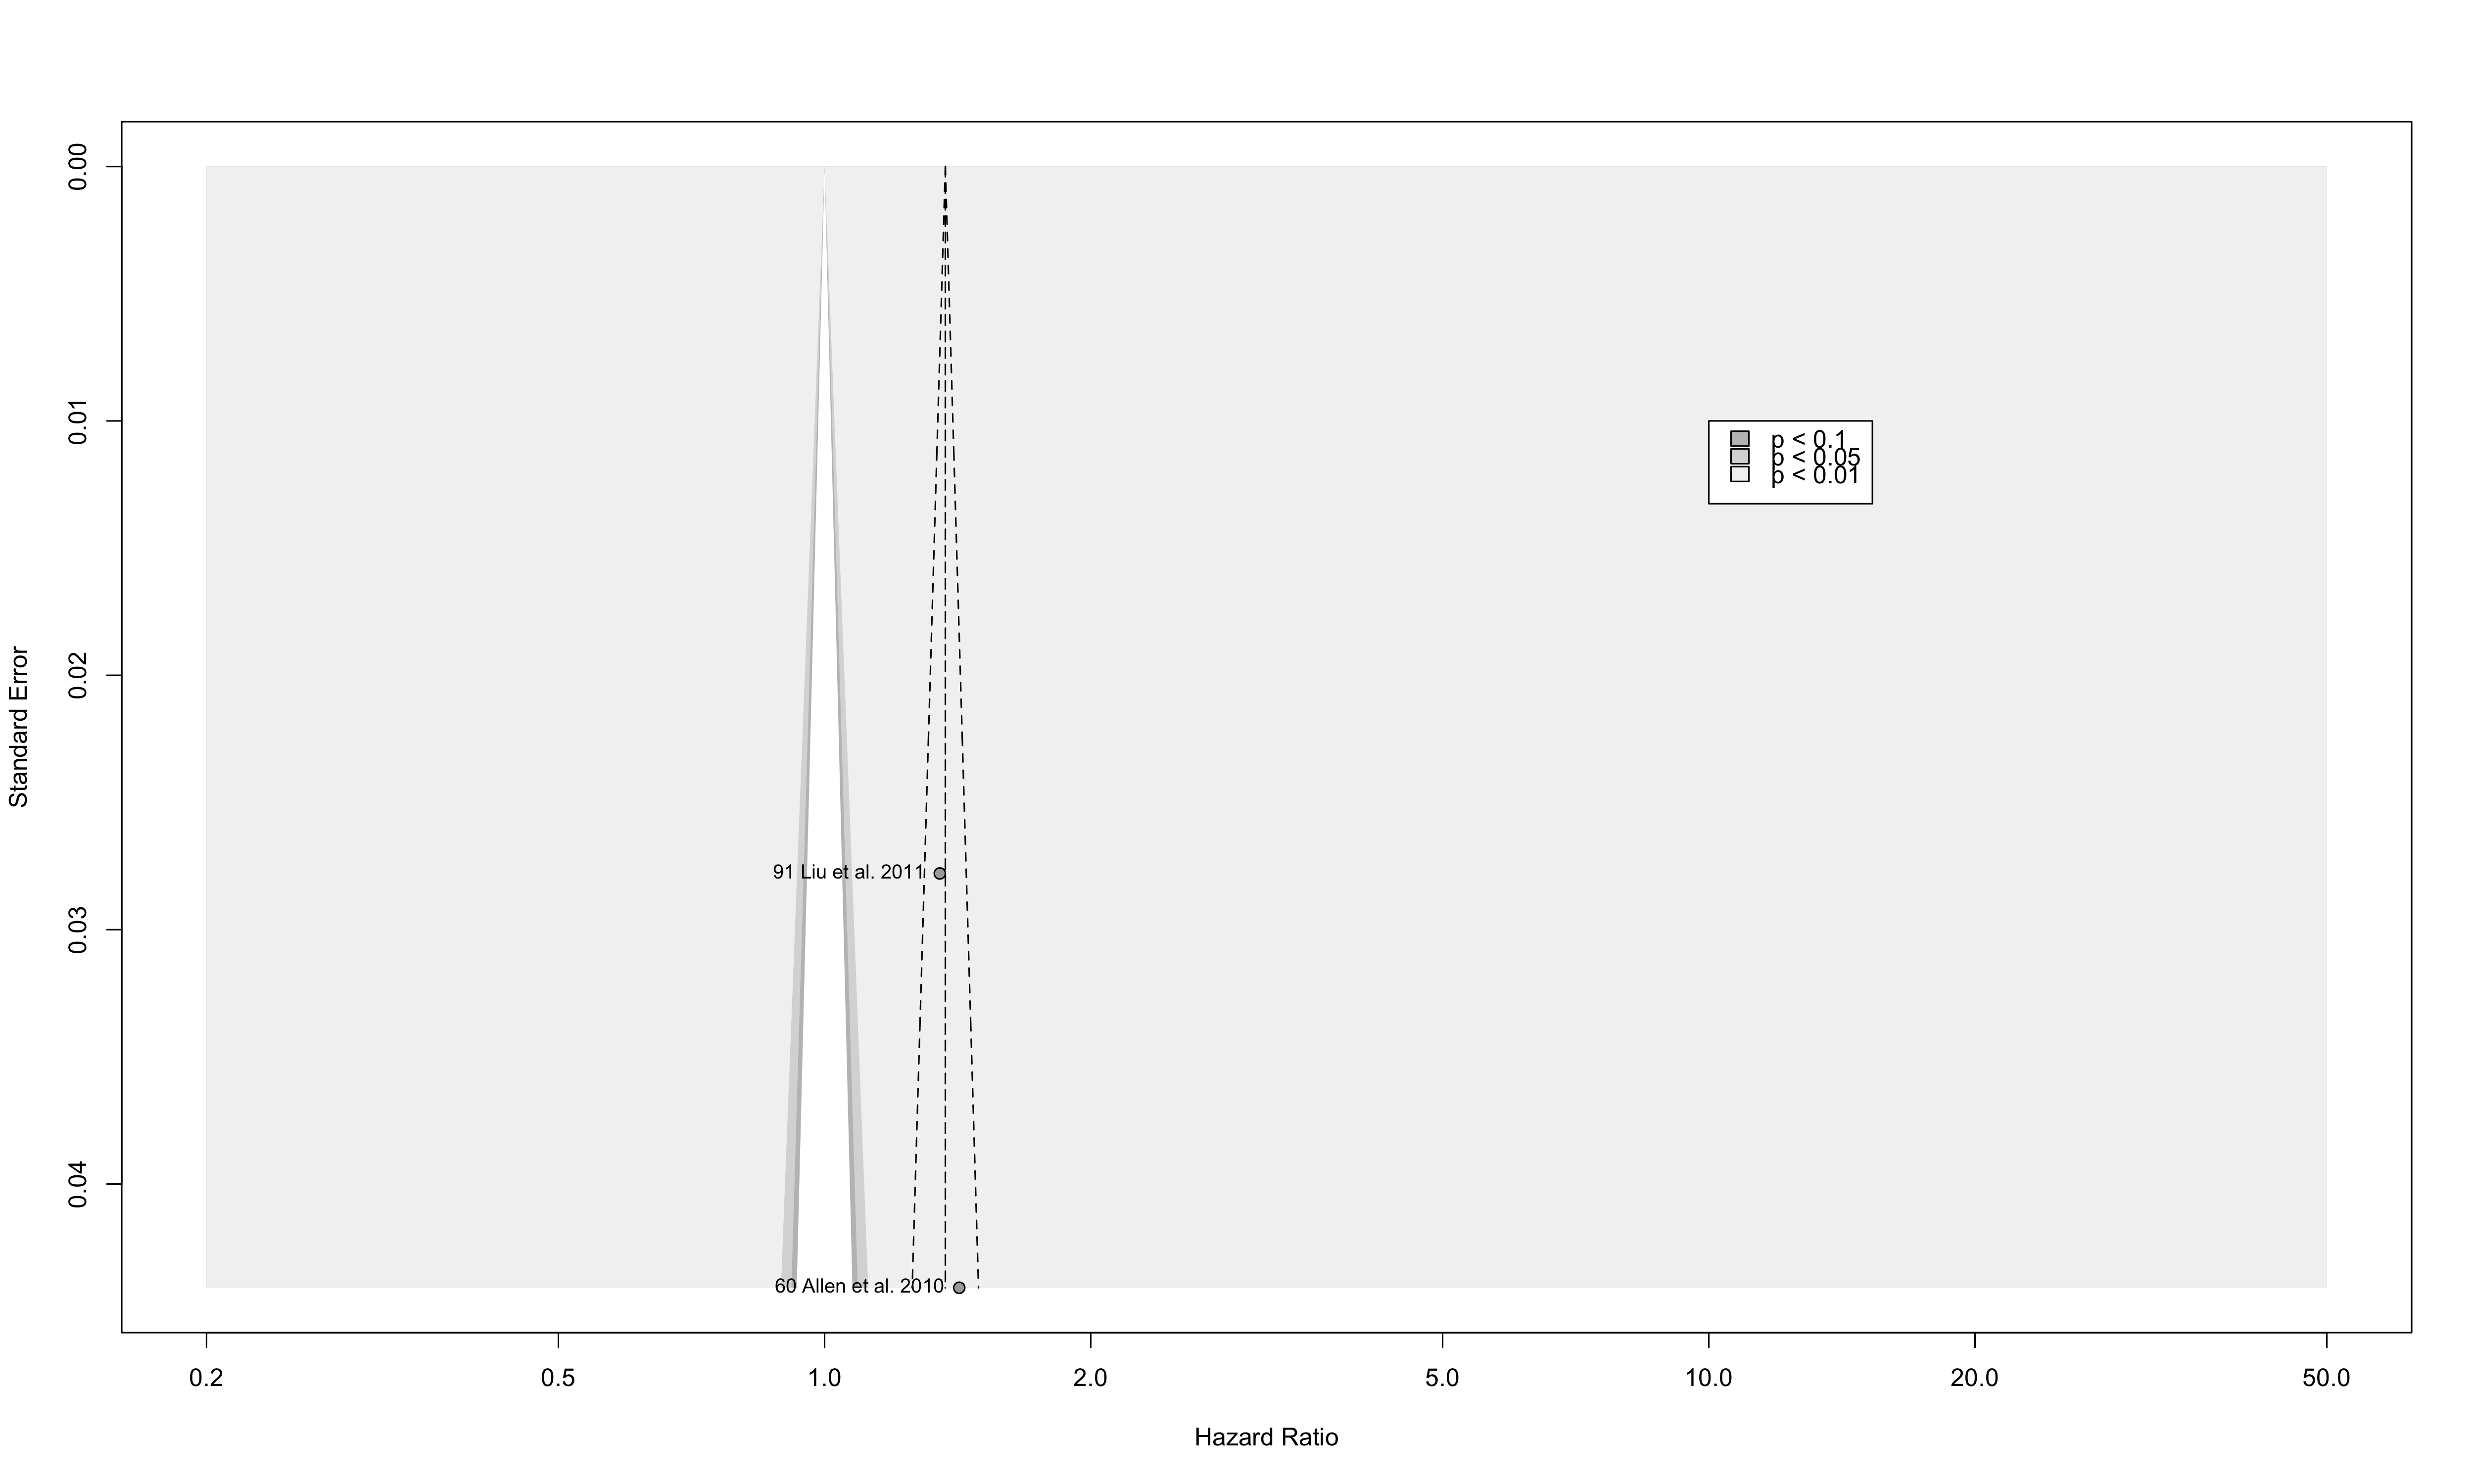 0.00
0.01
0.02
0.03
0.04
Standard Error
p < 0.1
p < 0.05
p < 0.01
91 Liu et al. 2011
60 Allen et al. 2010
0.2 0.5 1.0 2.0 5.0 10.0 20.0 50.0
Hazard Ratio